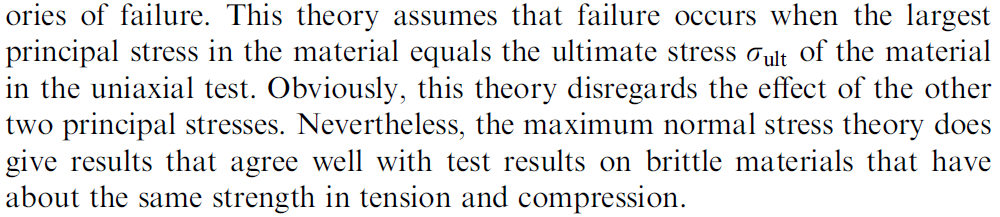 ories of failure. This theory assumes that failure occurs when the largest
principal stress in the material equals the ultimate stress σult of the material
in the uniaxial test. Obviously, this theory disregards the effect of the other
two principal stresses. Nevertheless, the maximum normal stress theory does
give results that agree well with test results on brittle materials that have
about the same strength in tension and compression.